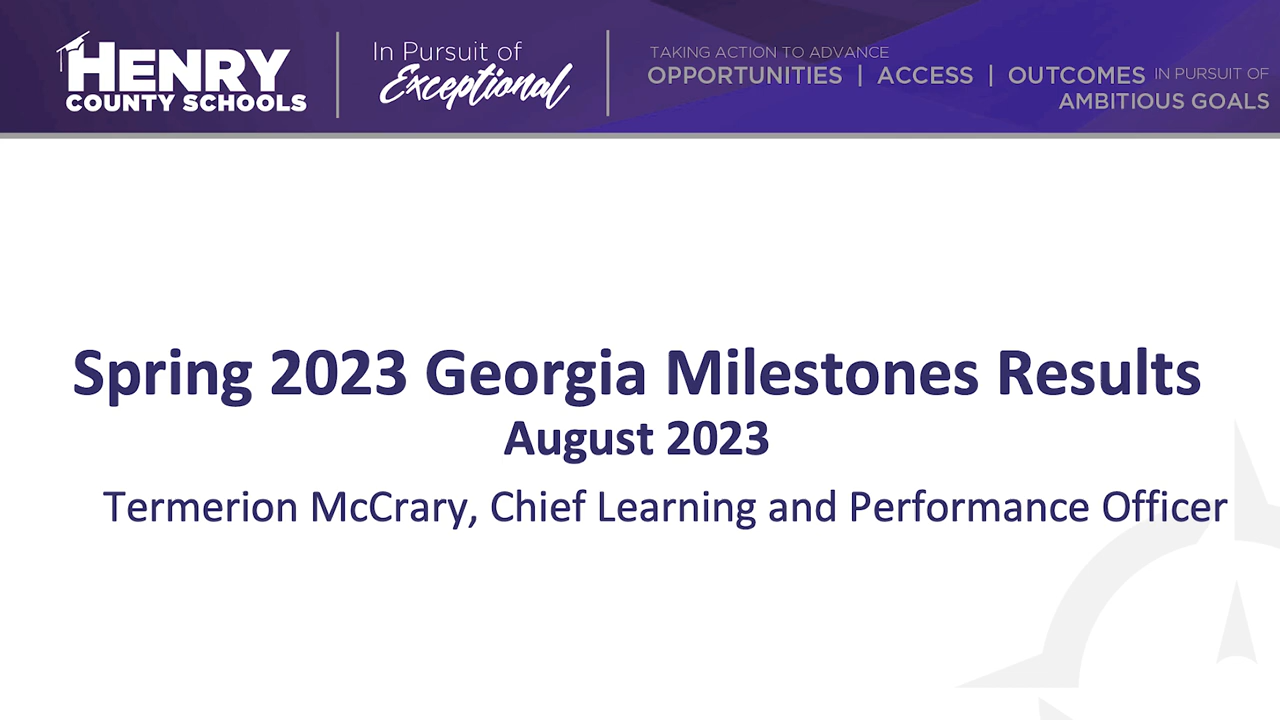 HENRY
COUNTY SCHOOLS
In Pursuit of
Exceptional
TAKING ACTION TO ADVANCE
OPPORTUNITIES | ACCESS | OUTCOMES IN PURSUIT OF
AMBITIOUS GOALS
Spring 2023 Georgia Milestones Results
August 2023
Termerion McCrary, Chief Learning and Performance Officer